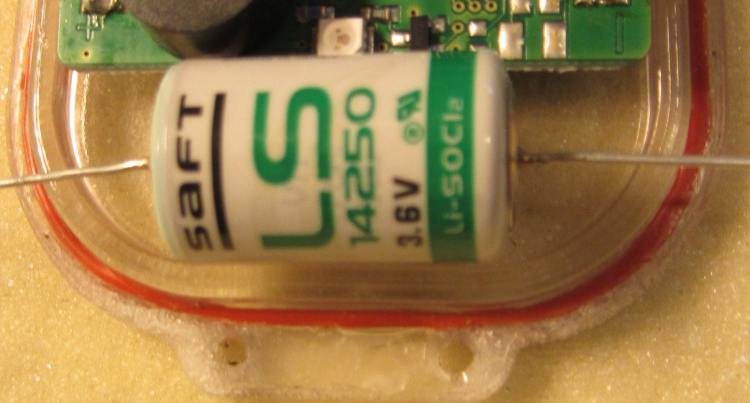 saft
LS
14250
3.6V
Li-SOCl2